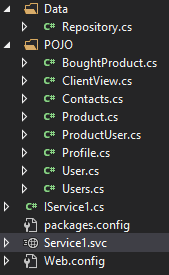 Data
C# Repository.cs
POJO
C# BoughtProduct.cs
C# ClientView.cs
C# Contacts.cs
C# Product.cs
C# ProductUser.cs
C# Profile.cs
C# User.cs
C# Users.cs
C# IService1.cs
packages.config
Service1.svc
Web.config